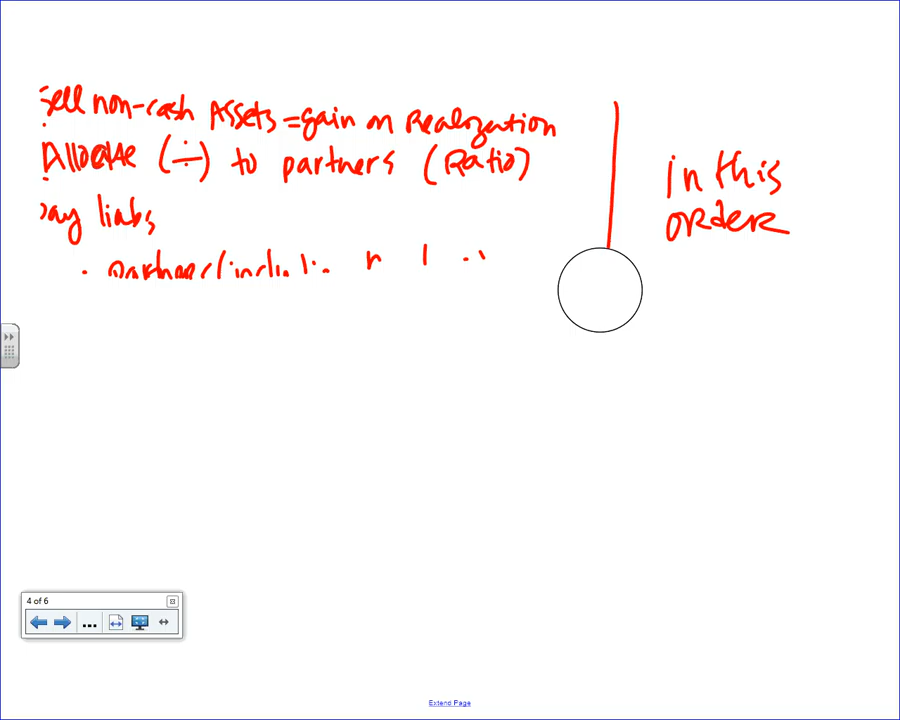 Sell non-cash Assets = gain on Realization
Allocate (÷) to partners (Ratio)
liabs
in this
order
4 of 6
...
Extend Page